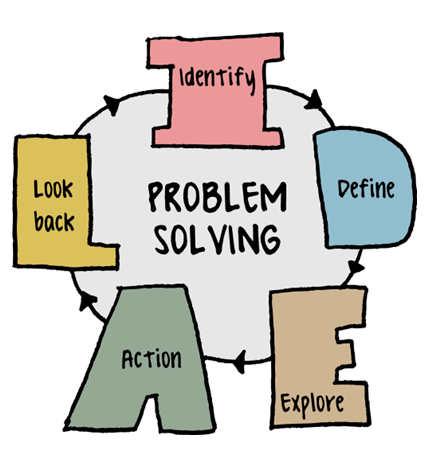 Identify
Define
Explore
Action
Look
back
PROBLEM
SOLVING